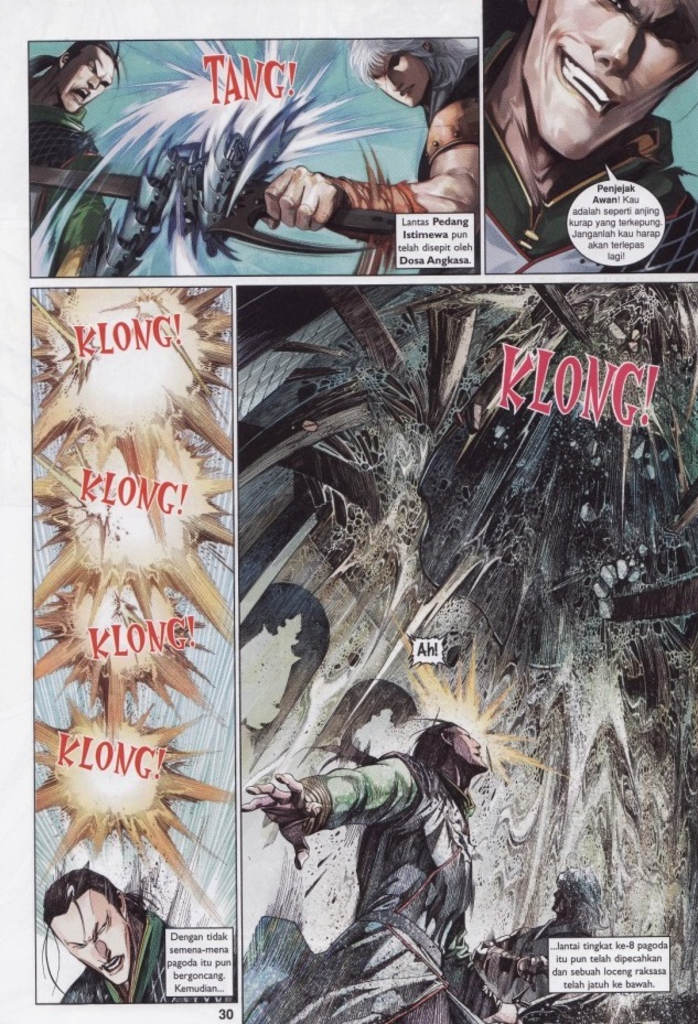 TANG!
Lantas Pedang
Istimewa pun
telah disepit oleh
Dosa Angkasa.
Penjejak
Awan! Kau
adalah seperti anjing
kurap yang terkepung.
Janganlah kau harap
akan terlepas
lagi!
KLONG!
KLONG!
KLONG!
KLONG!
Dengan tidak
semena-mena
pagoda itu pun
bergoncang.
Kemudian...
KLONG!
Ah!
...lantai tingkat ke-8 pagoda
itu pun telah dipecahkan
dan sebuah loceng raksasa
telah jatuh ke bawah.
30